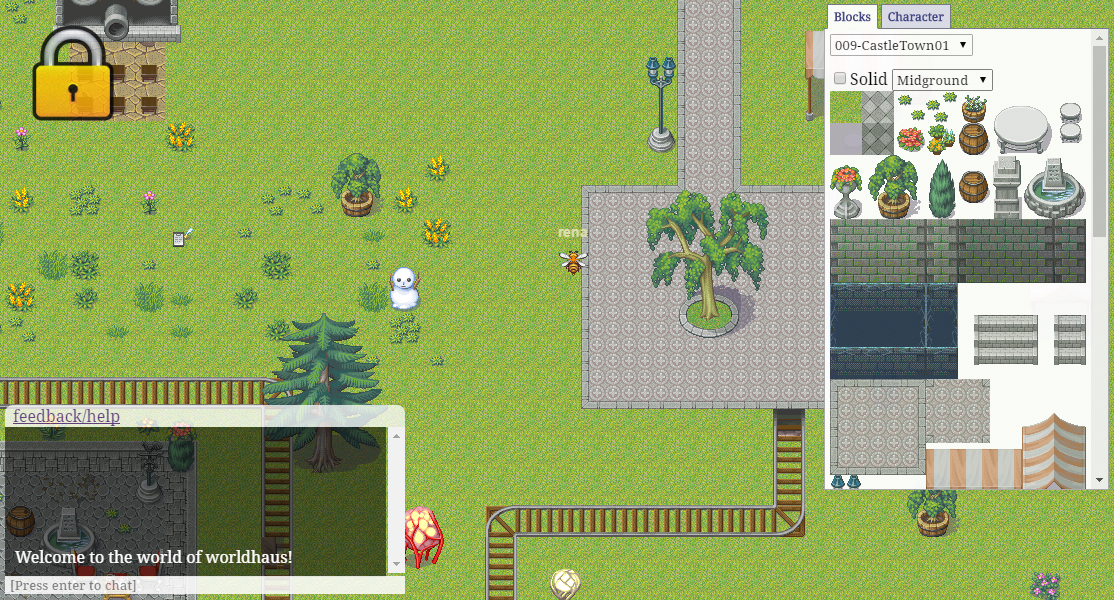 Blocks Character
009-CastleTown01
Solid Midground
rena
feedback/help
Welcome to the world of worldhaus!
[Press enter to chat]